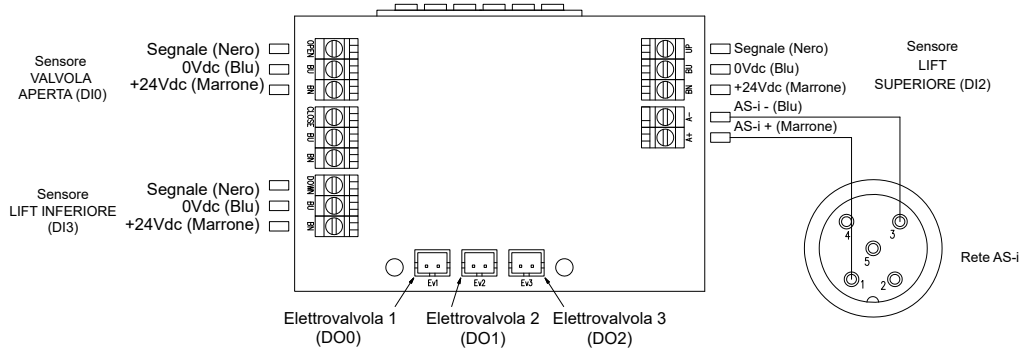 Sensore
VALVOLA
APERTA (DI0)
Segnale (Nero)
0Vdc (Blu)
+24Vdc (Marrone)
OPEN
BU
BN
CLOSE
BU
BN
Sensore
LIFT INFERIORE
(DI3)
Segnale (Nero)
0Vdc (Blu)
+24Vdc (Marrone)
DOWN
BU
BN
UP
BU
BN
A-
A+
Segnale (Nero)
0Vdc (Blu)
+24Vdc (Marrone)
AS-i - (Blu)
AS-i + (Marrone)
Sensore
LIFT
SUPERIORE (DI2)
4
3
5
1
2
Rete AS-i
Ev1
Ev2
Ev3
Elettrovalvola 1
(DO0)
Elettrovalvola 2
(DO1)
Elettrovalvola 3
(DO2)